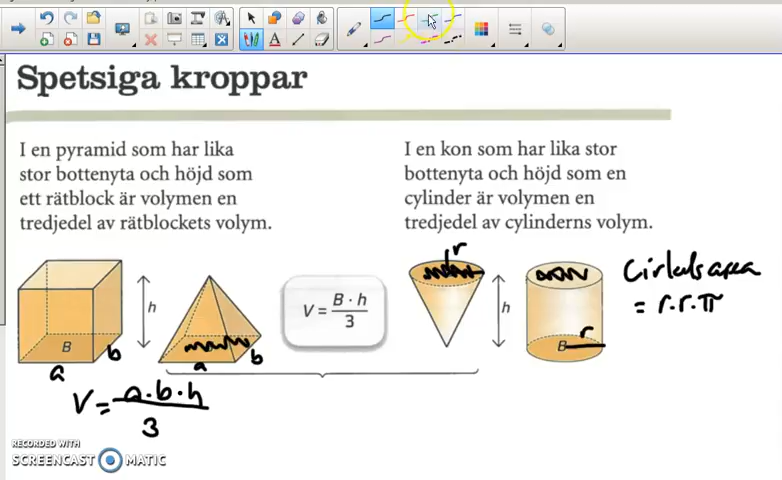 Spetsiga kroppar
I en pyramid som har lika
stor bottenyta och höjd som
ett rätblock är volymen en
tredjedel av rätblockets volym.
I en kon som har lika stor
bottenyta och höjd som en
cylinder är volymen en
tredjedel av cylinderns volym.
B
h
a
b
a
b
V = B · h / 3
r
h
B
r
Cirkelns area
= r·r·π
V = a·b·h / 3
RECORDED WITH
SCREENCAST MATIC